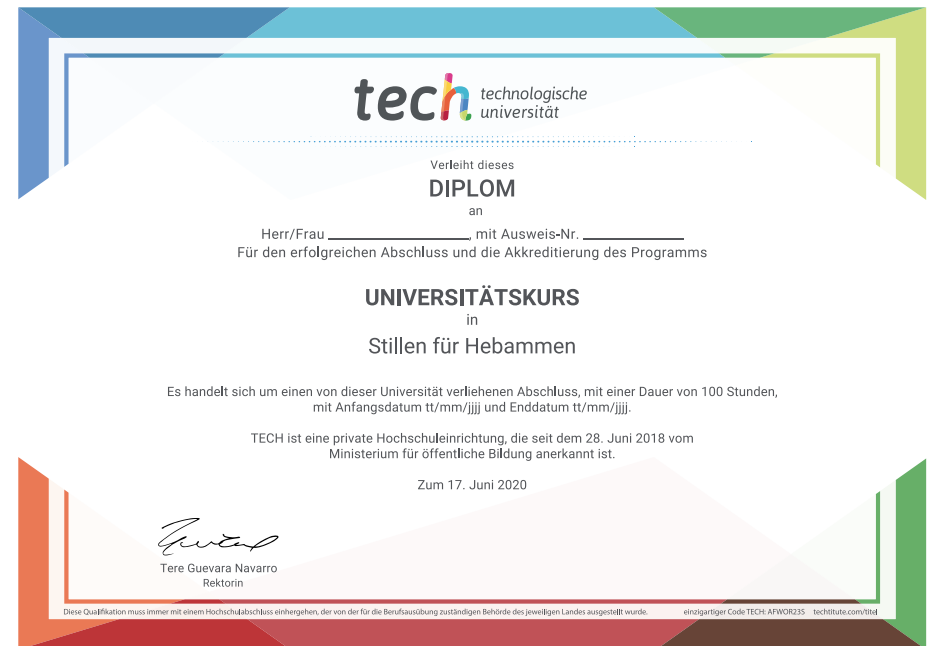 tech technologische
universität
Verleiht dieses
DIPLOM
an
Herr/Frau ____________________, mit Ausweis-Nr. ______________
Für den erfolgreichen Abschluss und die Akkreditierung des Programms
UNIVERSITÄTSKURS
in
Stillen für Hebammen
Es handelt sich um einen von dieser Universität verliehenen Abschluss, mit einer Dauer von 100 Stunden,
mit Anfangsdatum tt/mm/jjjj und Enddatum tt/mm/jjjj.
TECH ist eine private Hochschuleinrichtung, die seit dem 28. Juni 2018 vom
Ministerium für öffentliche Bildung anerkannt ist.
Zum 17. Juni 2020
Tere Guevara Navarro
Rektorin
Diese Qualifikation muss immer mit einem Hochschulabschluss einhergehen, der von der für die Berufsausübung zuständigen Behörde des jeweiligen Landes ausgestellt wurde. einzigartiger Code TECH: AFWOR23S techtitute.com/titel